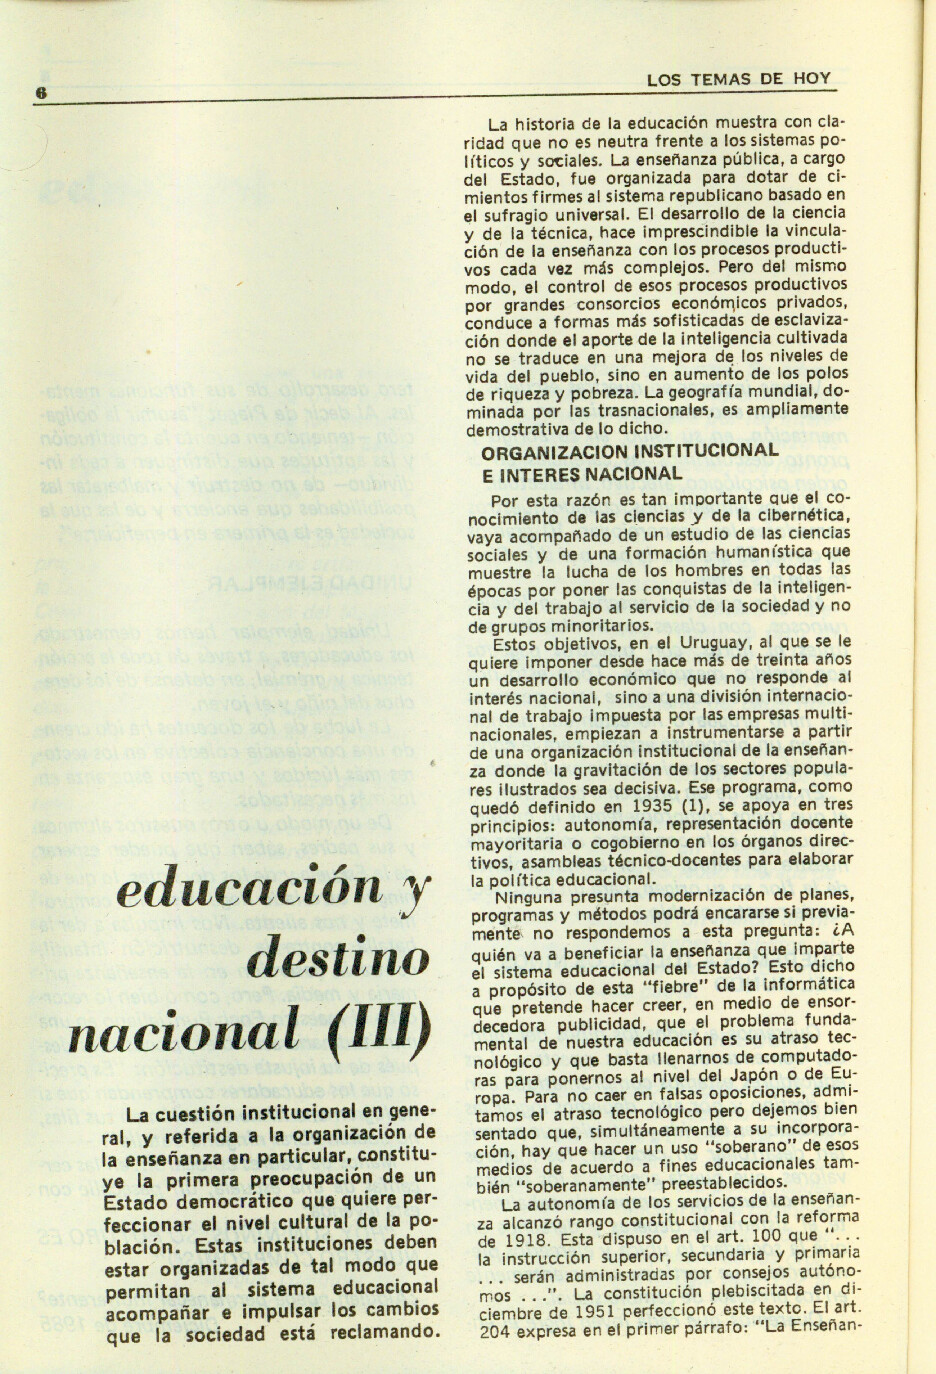 6
LOS TEMAS DE HOY
educación y
destino
nacional (III)
La cuestión institucional en gene-
ral, y referida a la organización de
la enseñanza en particular, constitu-
ye la primera preocupación de un
Estado democrático que quiere per-
feccionar el nivel cultural de la po-
blación. Estas instituciones deben
estar organizadas de tal modo que
permitan al sistema educacional
acompañar e impulsar los cambios
que la sociedad está reclamando.
La historia de la educación muestra con cla-
ridad que no es neutra frente a los sistemas po-
líticos y sociales. La enseñanza pública, a cargo
del Estado, fue organizada para dotar de ci-
mientos firmes al sistema republicano basado en
el sufragio universal. El desarrollo de la ciencia
y de la técnica, hace imprescindible la vincula-
ción de la enseñanza con los procesos producti-
vos cada vez más complejos. Pero del mismo
modo, el control de esos procesos productivos
por grandes consorcios económicos privados,
conduce a formas más sofisticadas de esclaviza-
ción donde el aporte de la inteligencia cultivada
no se traduce en una mejora de los niveles de
vida del pueblo, sino en aumento de los polos
de riqueza y pobreza. La geografía mundial, do-
minada por las trasnacionales, es ampliamente
demostrativa de lo dicho.
ORGANIZACION INSTITUCIONAL
E INTERES NACIONAL
Por esta razón es tan importante que el co-
nocimiento de las ciencias y de la cibernética,
vaya acompañado de un estudio de las ciencias
sociales y de una formación humanística que
muestre la lucha de los hombres en todas las
épocas por poner las conquistas de la inteligen-
cia y del trabajo al servicio de la sociedad y no
de grupos minoritarios.
Estos objetivos, en el Uruguay, al que se le
quiere imponer desde hace más de treinta años
un desarrollo económico que no responde al
interés nacional, sino a una división internacio-
nal de trabajo impuesta por las empresas multi-
nacionales, empiezan a instrumentarse a partir
de una organización institucional de la enseñan-
za donde la gravitación de los sectores popula-
res ilustrados sea decisiva. Ese programa, como
quedó definido en 1935 (1), se apoya en tres
principios: autonomía, representación docente
mayoritaria o cogobierno en los órganos direc-
tivos, asambleas técnico-docentes para elaborar
la política educacional.
Ninguna presunta modernización de planes,
programas y métodos podrá encararse si previa-
mente no respondemos a esta pregunta: ¿A
quién va a beneficiar la enseñanza que imparte
el sistema educacional del Estado? Esto dicho
a propósito de esta "fiebre" de la informática
que pretende hacer creer, en medio de ensor-
decedora publicidad, que el problema funda-
mental de nuestra educación es su atraso tec-
nológico y que basta llenarnos de computado-
ras para ponernos al nivel del Japón o de Eu-
ropa. Para no caer en falsas oposiciones, admi-
tamos el atraso tecnológico pero dejemos bien
sentado que, simultáneamente a su incorpora-
ción, hay que hacer un uso "soberano" de esos
medios de acuerdo a fines educacionales tam-
bién "soberanamente" preestablecidos.
La autonomía de los servicios de la enseñan-
za alcanzó rango constitucional con la reforma
de 1918. Esta dispuso en el art. 100 que "...
la instrucción superior, secundaria y primaria
... serán administradas por consejos autóno-
mos ...". La constitución plebiscitada en di-
ciembre de 1951 perfeccionó este texto. El art.
204 expresa en el primer párrafo: "La Enseñan-